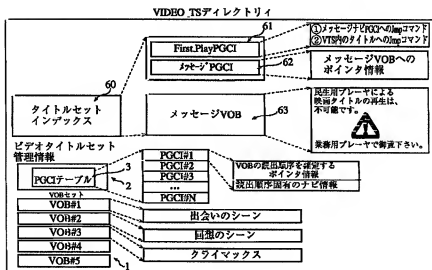 VIDEO_TSディレクトリィ
61
First.PlayPGCI
メッセージPGCI
62
①メッセージナビPGCIへのJmpコマンド
②VTS内のタイトルへのJmpコマンド
メッセージVOBへの
ポインタ情報
60
タイトルセット
インデックス
メッセージVOB
63
民生用プレーヤによる
映画タイトルの再生は、
不可能です。
業務用プレーヤで御覧下さい。
ビデオタイトルセット
管理情報
3
PGCIテーブル
2
PGCI#1
PGCI#2
PGCI#3
...
PGCI#N
VOBの読出順序を確定する
ポインタ情報
読出順序固有のナビ情報
VOBセット
VOB#1
VOB#2
VOB#3
VOB#4
VOB#5
1
出会いのシーン
回想のシーン
クライマックス